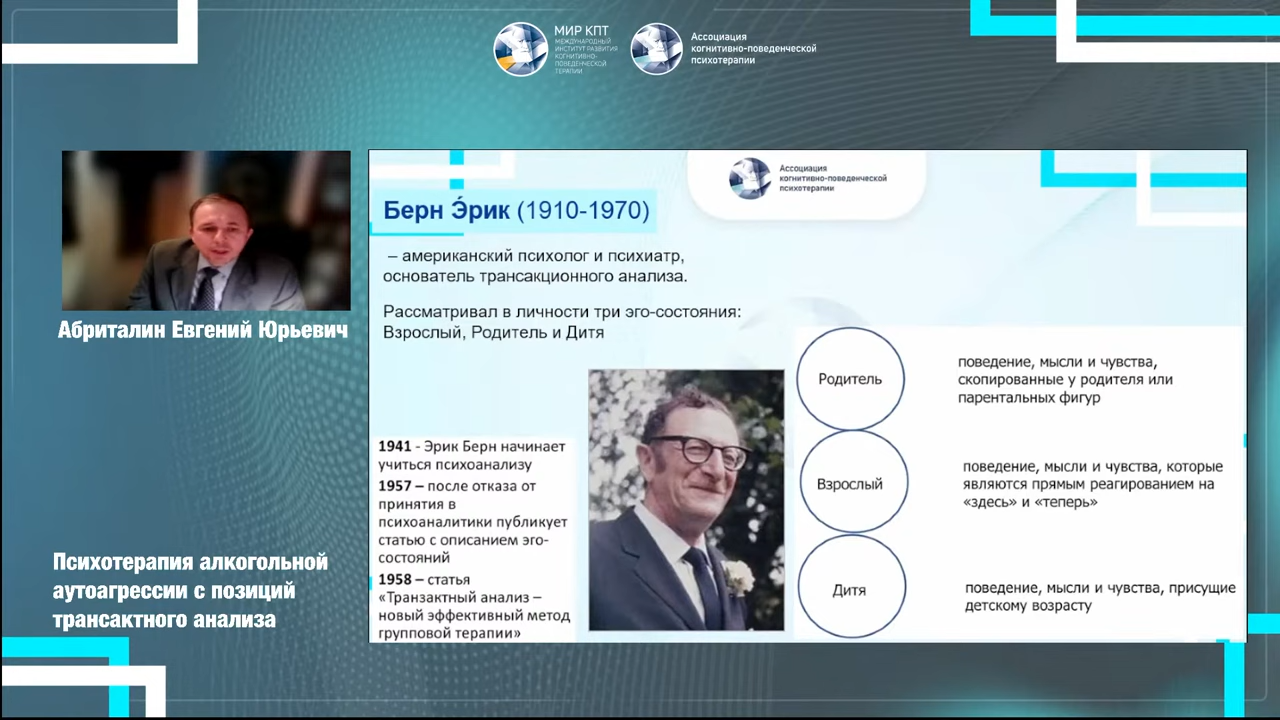 МИР КПТ
МЕЖДУНАРОДНЫЙ
ИНСТИТУТ РАЗВИТИЯ
КОГНИТИВНО-
ПОВЕДЕНЧЕСКОЙ
ТЕРАПИИ
Ассоциация
когнитивно-поведенческой
психотерапии
Абриталин Евгений Юрьевич
Психотерапия алкогольной
аутоагрессии с позиций
трансактного анализа
Ассоциация
когнитивно-поведенческой
психотерапии
Берн Э́рик (1910-1970)
– американский психолог и психиатр,
основатель трансакционного анализа.
Рассматривал в личности три эго-состояния:
Взрослый, Родитель и Дитя
1941 - Эрик Берн начинает
учиться психоанализу
1957 – после отказа от
принятия в
психоаналитики публикует
статью с описанием эго-
состояний
1958 – статья
«Транзактный анализ –
новый эффективный метод
групповой терапии»
Родитель
поведение, мысли и чувства,
скопированные у родителя или
парентальных фигур
Взрослый
поведение, мысли и чувства, которые
являются прямым реагированием на
«здесь» и «теперь»
Дитя
поведение, мысли и чувства, присущие
детскому возрасту